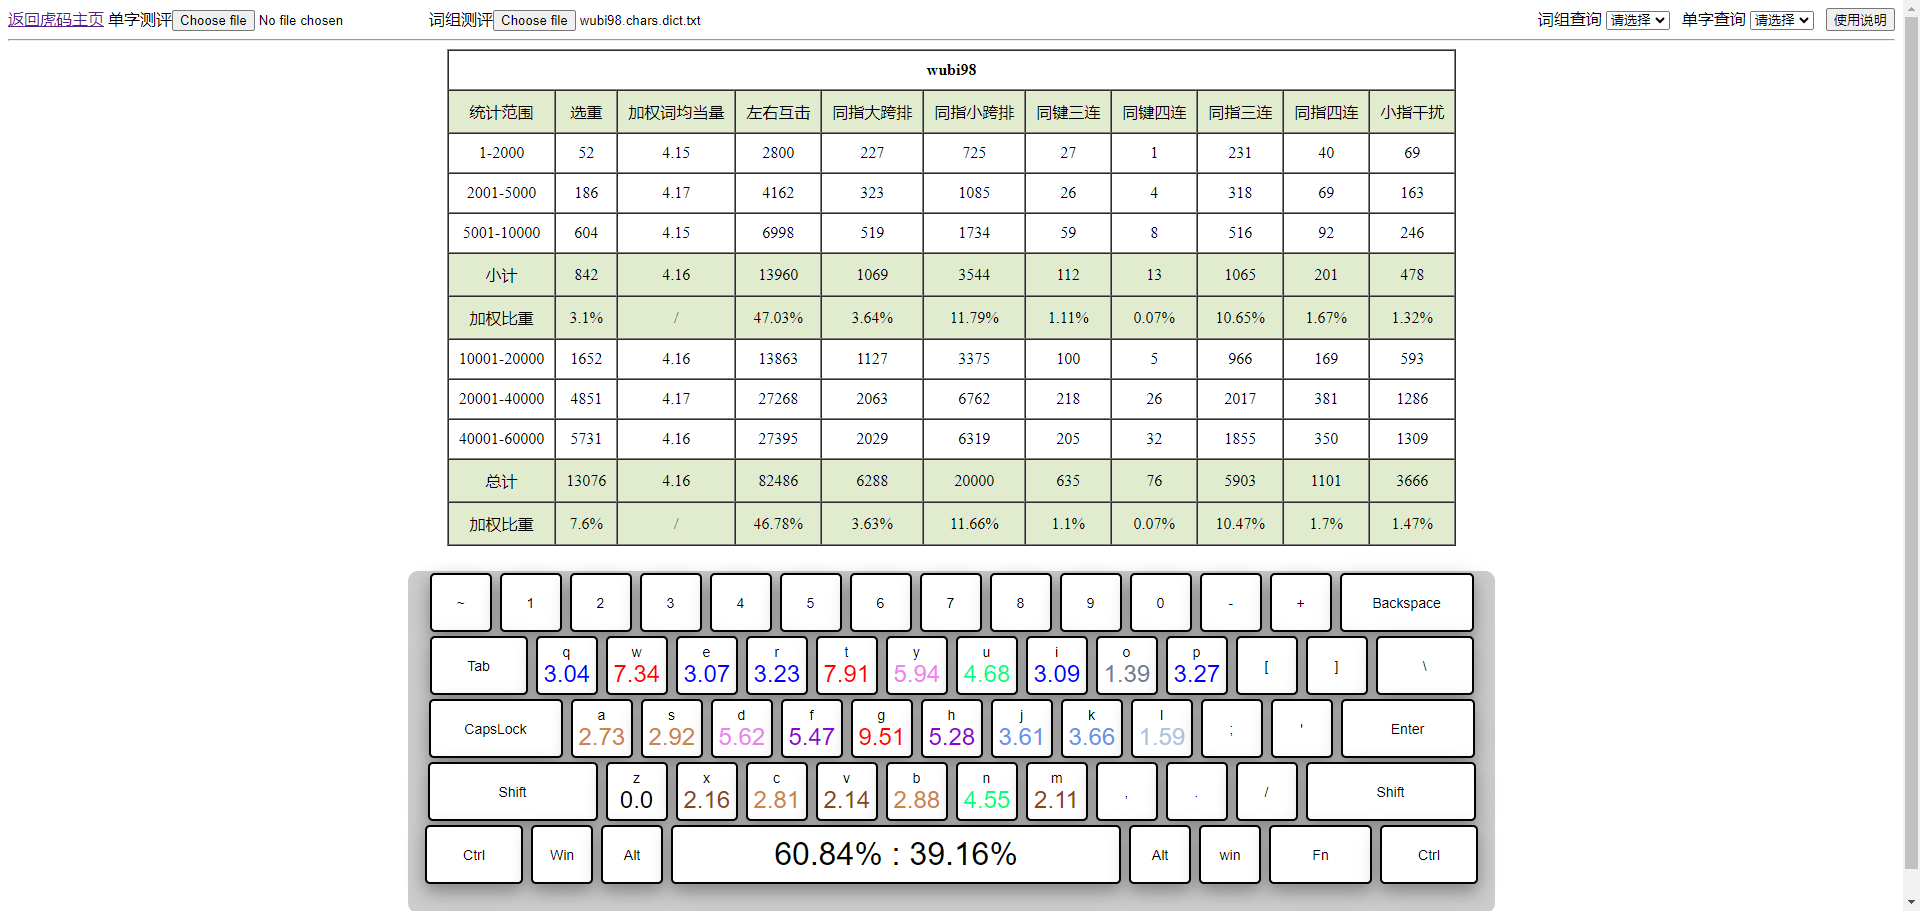 返回虎码主页 单字测评 Choose file No file chosen 词组测评 Choose file wubi98.chars.dict.txt 词组查询 请选择 单字查询 请选择 使用说明
wubi98
统计范围 选重 加权词均当量 左右互击 同指大跨排 同指小跨排 同键三连 同键四连 同指三连 同指四连 小指干扰
1-2000 52 4.15 2800 227 725 27 1 231 40 69
2001-5000 186 4.17 4162 323 1085 26 4 318 69 163
5001-10000 604 4.15 6998 519 1734 59 8 516 92 246
小计 842 4.16 13960 1069 3544 112 13 1065 201 478
加权比重 3.1% / 47.03% 3.64% 11.79% 1.11% 0.07% 10.65% 1.67% 1.32%
10001-20000 1652 4.16 13863 1127 3375 100 5 966 169 593
20001-40000 4851 4.17 27268 2063 6762 218 26 2017 381 1286
40001-60000 5731 4.16 27395 2029 6319 205 32 1855 350 1309
总计 13076 4.16 82486 6288 20000 635 76 5903 1101 3666
加权比重 7.6% / 46.78% 3.63% 11.66% 1.1% 0.07% 10.47% 1.7% 1.47%
~ 1 2 3 4 5 6 7 8 9 0 - + Backspace
Tab q w e r t y u i o p [ ] \
3.04 7.34 3.07 3.23 7.91 5.94 4.68 3.09 1.39 3.27
CapsLock a s d f g h j k l ; ' Enter
2.73 2.92 5.62 5.47 9.51 5.28 3.61 3.66 1.59
Shift z x c v b n m , . / Shift
0.0 2.16 2.81 2.14 2.88 4.55 2.11
Ctrl Win Alt 60.84% : 39.16% Alt win Fn Ctrl